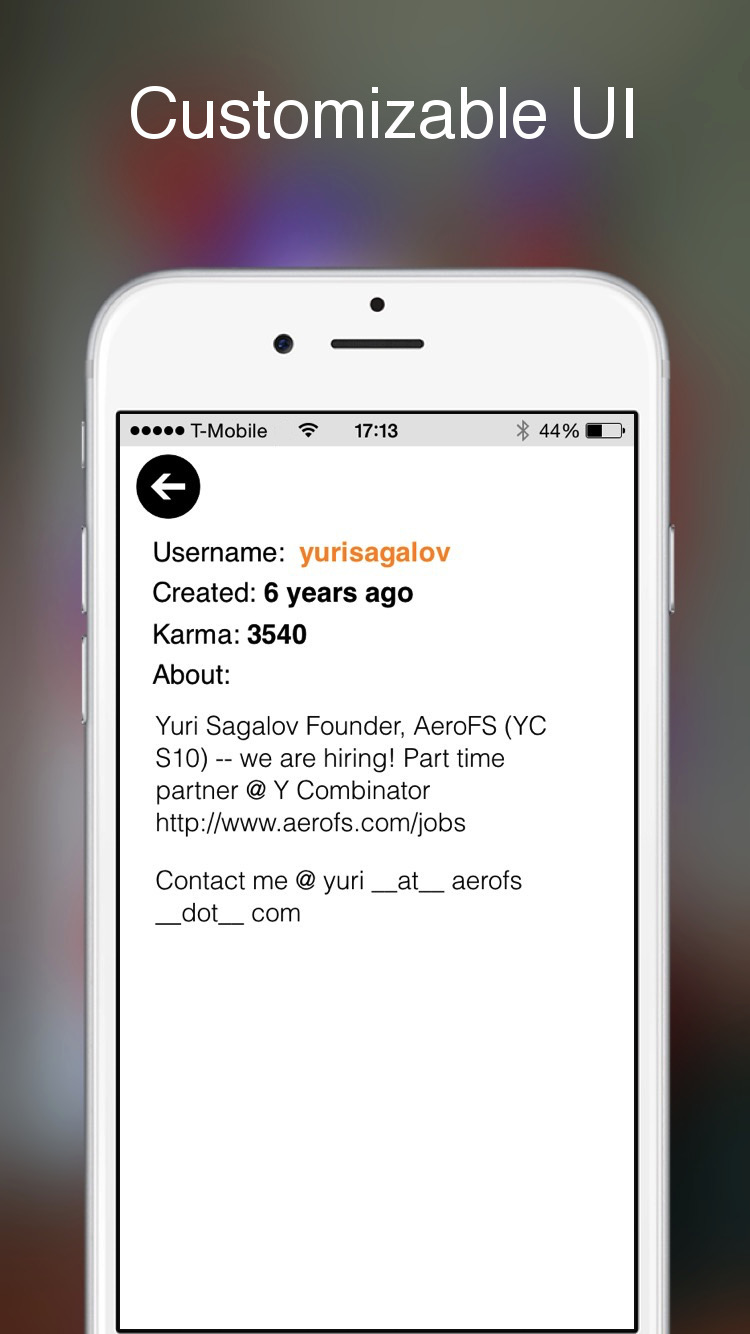 Customizable UI
T-Mobile 17:13 44%
Username: yurisagalov
Created: 6 years ago
Karma: 3540
About:
Yuri Sagalov Founder, AeroFS (YC
S10) -- we are hiring! Part time
partner @ Y Combinator
http://www.aerofs.com/jobs
Contact me @ yuri __at__ aerofs
__dot__ com